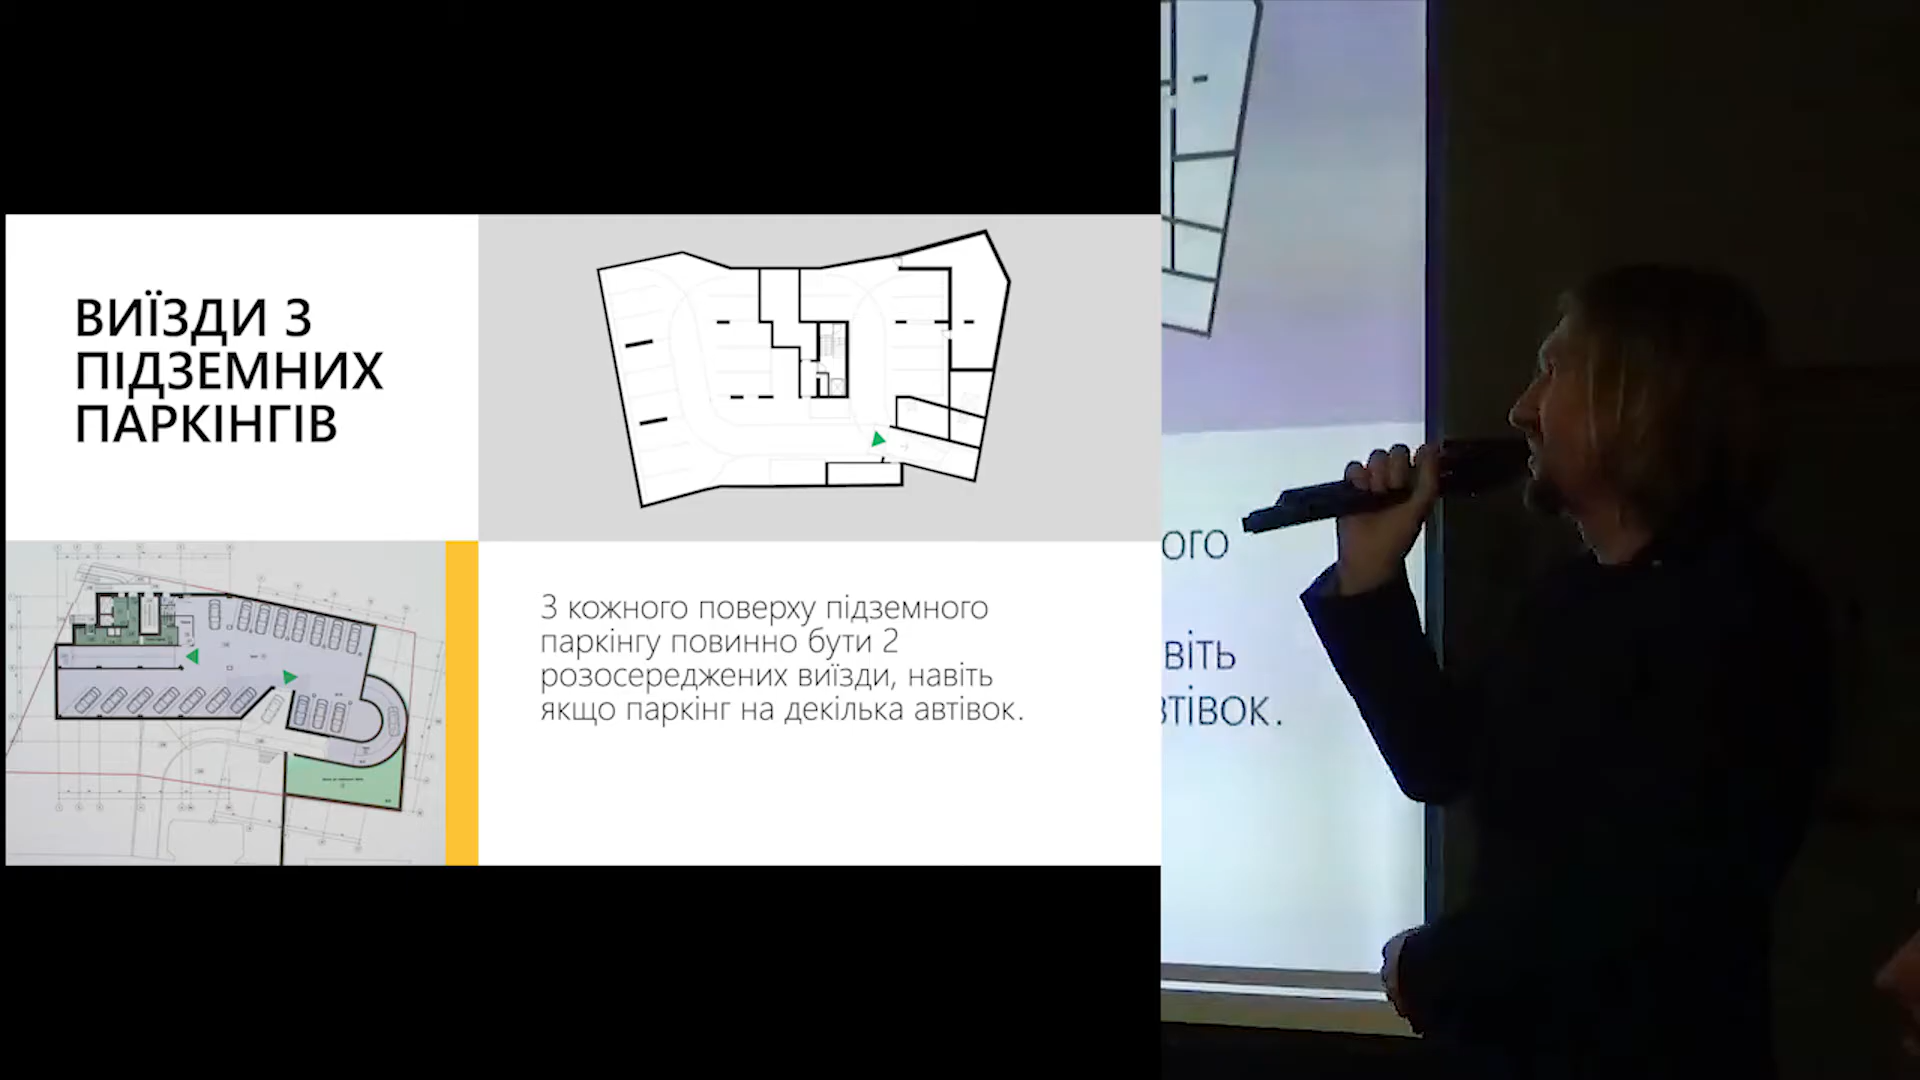 ВИЇЗДИ З
ПІДЗЕМНИХ
ПАРКІНГІВ
З кожного поверху підземного
паркінгу повинно бути 2
розосереджених виїзди, навіть
якщо паркінг на декілька автівок.
ого
віть
втівок.